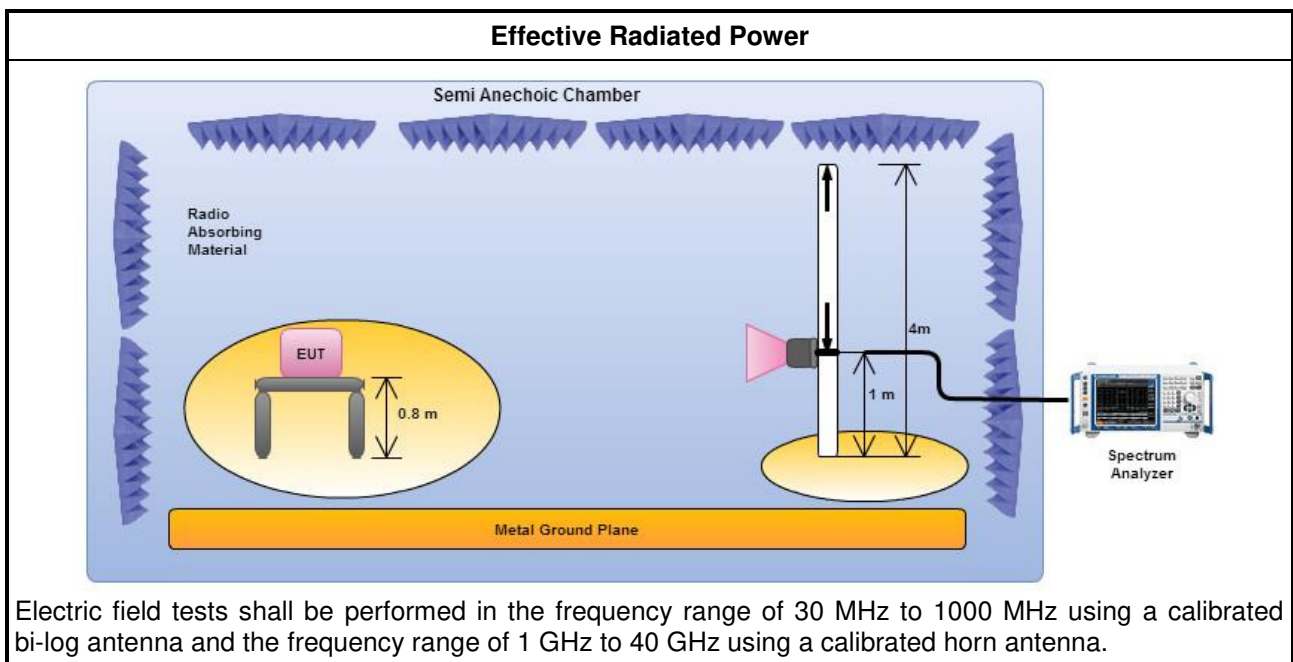 Effective Radiated Power
Semi Anechoic Chamber
Radio
Absorbing
Material
EUT
0.8 m
4m
1 m
Spectrum
Analyzer
Metal Ground Plane
Electric field tests shall be performed in the frequency range of 30 MHz to 1000 MHz using a calibrated
bi-log antenna and the frequency range of 1 GHz to 40 GHz using a calibrated horn antenna.